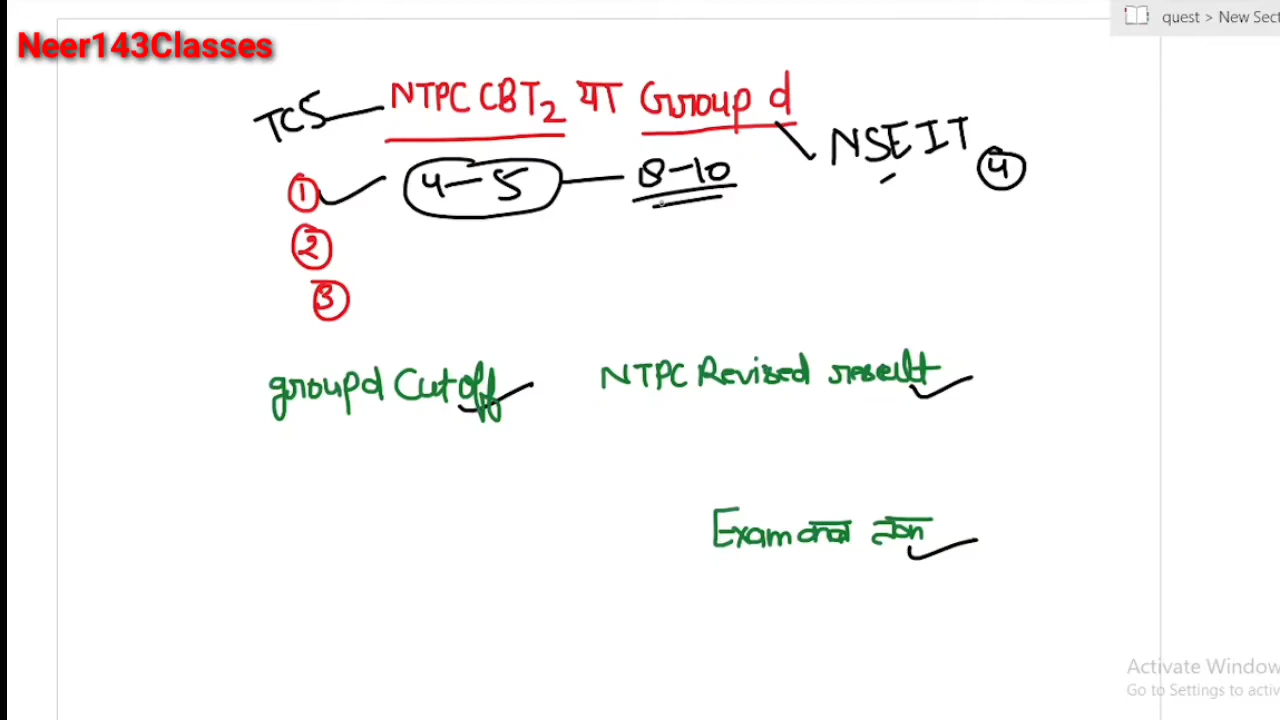 quest > New Sect
Neer143Classes
TCS NTPC CBT2 या Group d NSEIT
① 4-5 8-10 ④
②
③
group d Cutoff NTPC Revised result
Exam कब तक
Activate Window
Go to Settings to activ